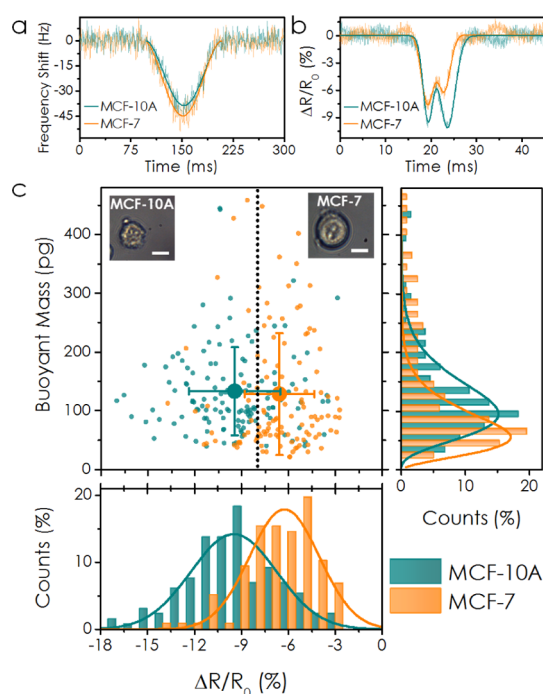 a
b
Frequency Shift (Hz)
0
-15
-30
-45
MCF-10A
MCF-7
0 75 150 225 300
Time (ms)
ΔR/R0 (%)
0
-3
-6
-9
MCF-10A
MCF-7
0 20 40
Time (ms)
c
MCF-10A
MCF-7
Buoyant Mass (pg)
400
300
200
100
0
0 10 20
Counts (%)
Counts (%)
20
10
0
-18 -15 -12 -9 -6 -3 0
ΔR/R0 (%)
MCF-10A
MCF-7